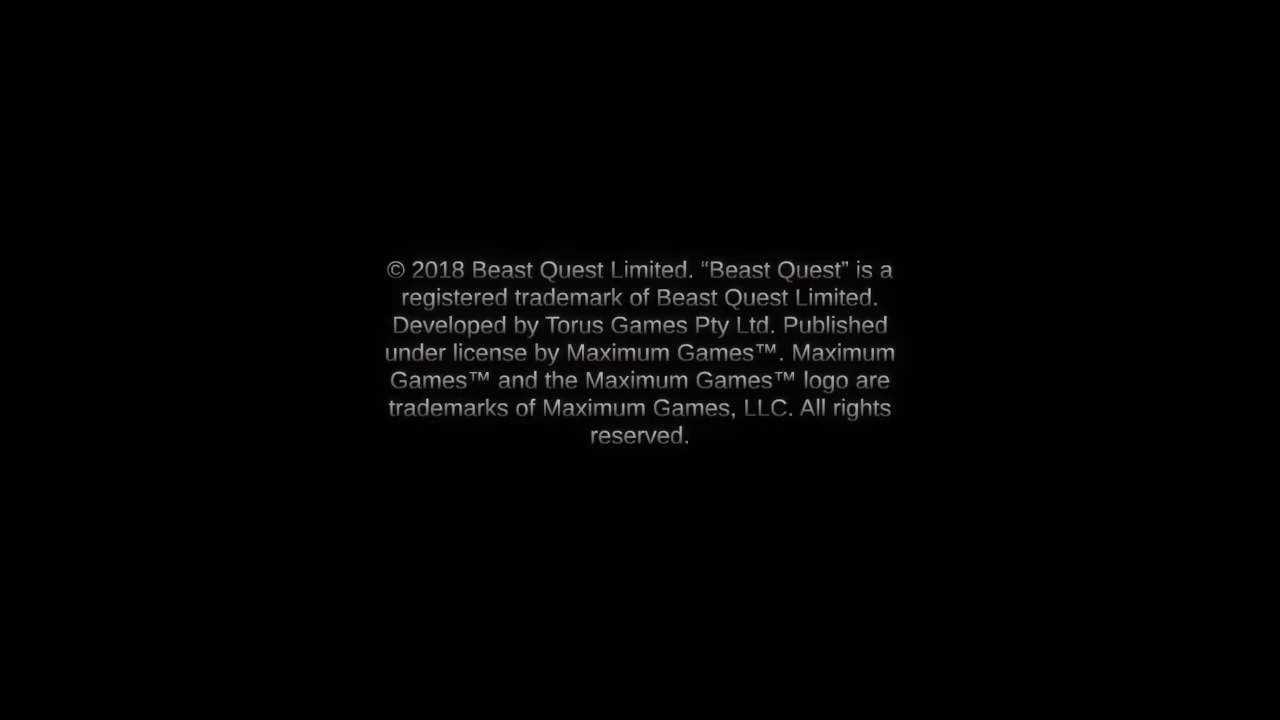 © 2018 Beast Quest Limited. “Beast Quest” is a
registered trademark of Beast Quest Limited.
Developed by Torus Games Pty Ltd. Published
under license by Maximum Games™. Maximum
Games™ and the Maximum Games™ logo are
trademarks of Maximum Games, LLC. All rights
reserved.